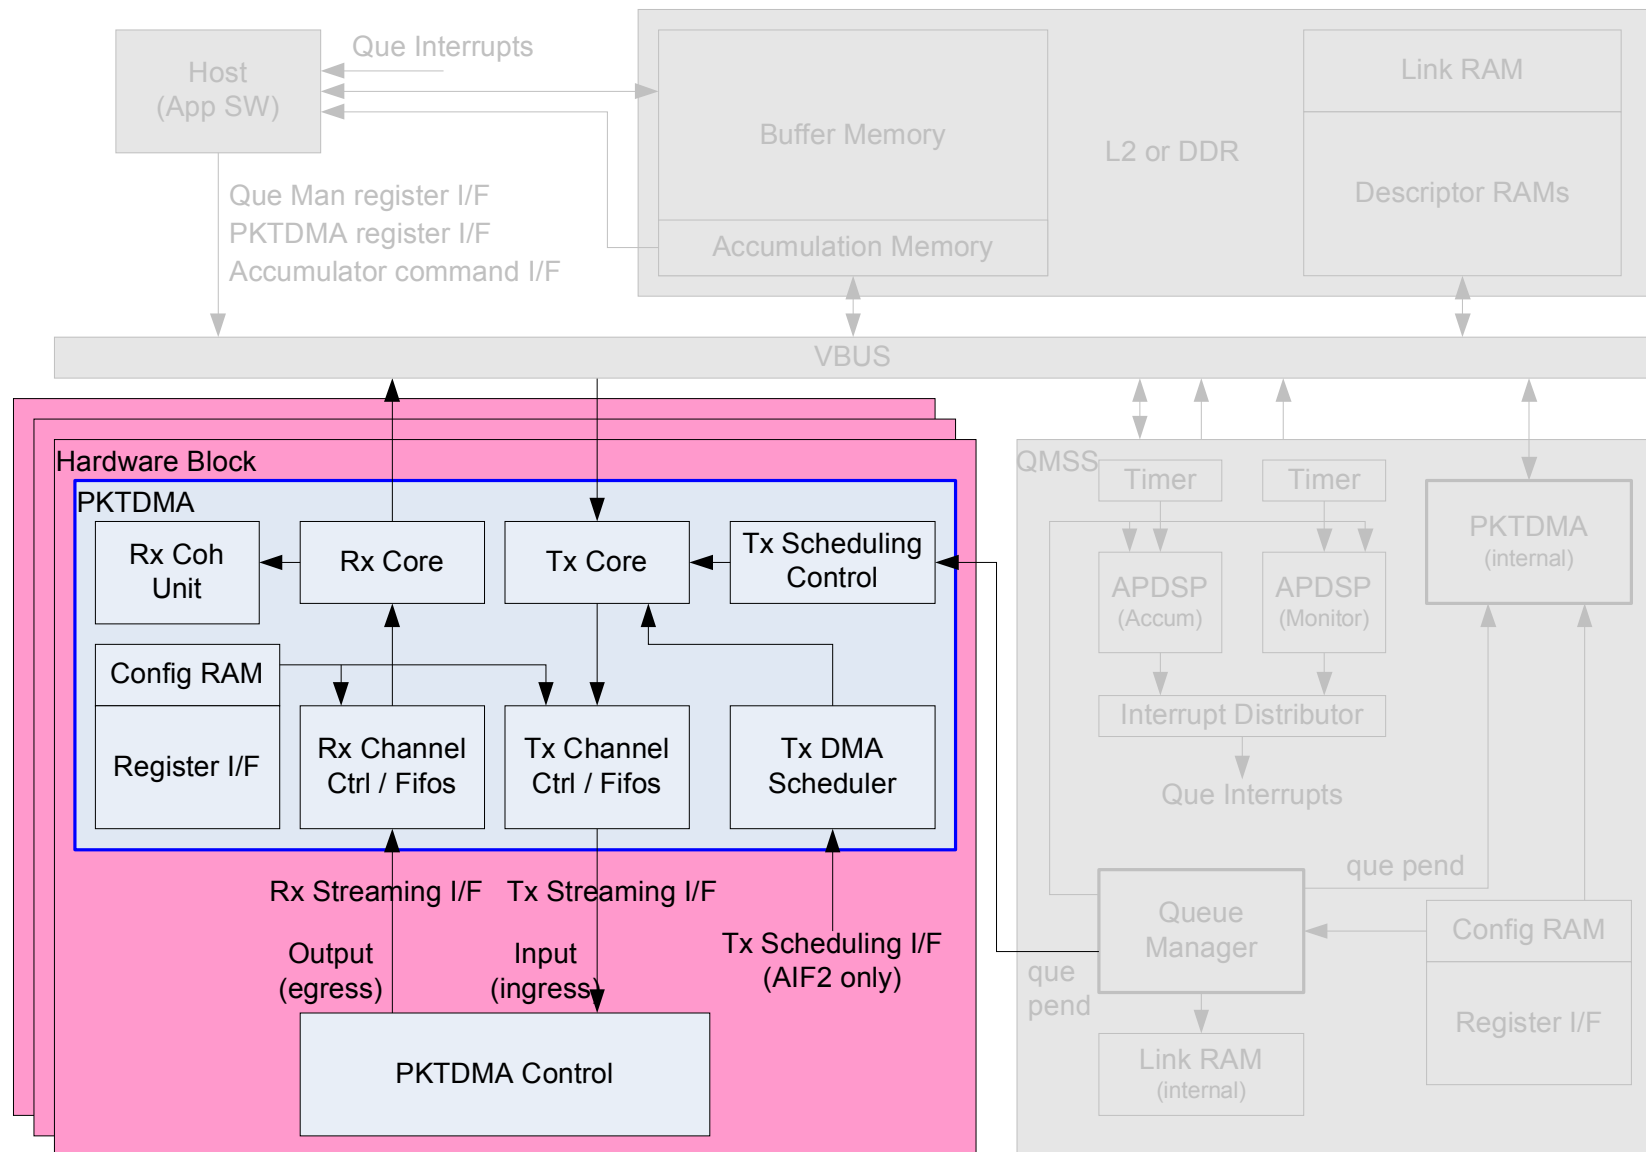 Que Interrupts
Host
(App SW)
Link RAM
Buffer Memory
L2 or DDR
Descriptor RAMs
Que Man register I/F
PKTDMA register I/F
Accumulator command I/F
Accumulation Memory
VBUS
Hardware Block
PKTDMA
Rx Coh
Unit
Rx Core
Tx Core
Tx Scheduling
Control
Config RAM
Register I/F
Rx Channel
Ctrl / Fifos
Tx Channel
Ctrl / Fifos
Tx DMA
Scheduler
Rx Streaming I/F
Tx Streaming I/F
Output
(egress)
Input
(ingress)
Tx Scheduling I/F
(AIF2 only)
PKTDMA Control
QMSS
Timer
Timer
PKTDMA
(internal)
APDSP
(Accum)
APDSP
(Monitor)
Interrupt Distributor
Que Interrupts
que pend
Queue
Manager
Config RAM
que
pend
Register I/F
Link RAM
(internal)